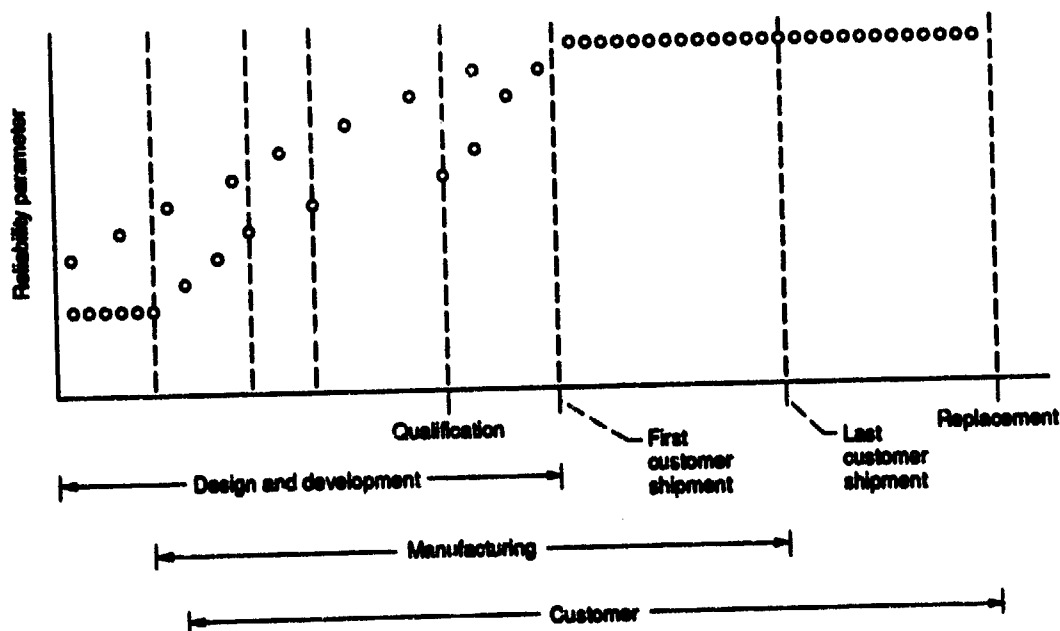 Reliability parameter
Qualification
First
customer
shipment
Last
customer
shipment
Replacement
Design and development
Manufacturing
Customer